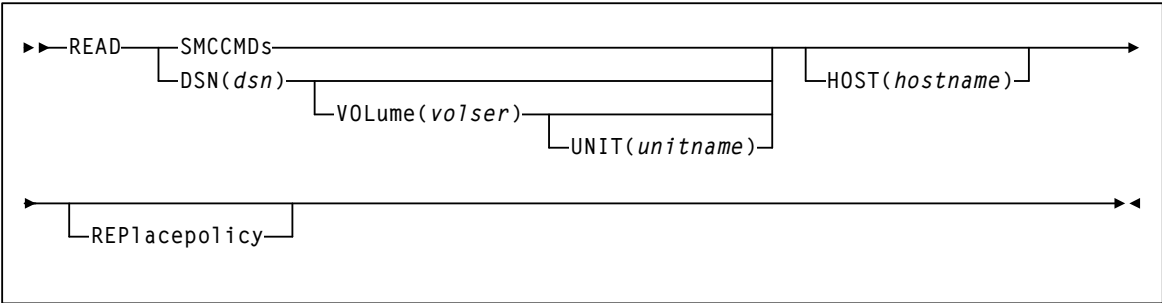 READ SMCCMDs
DSN(dsn) HOST(hostname)
VOLume(volser)
UNIT(unitname)
REPlacepolicy